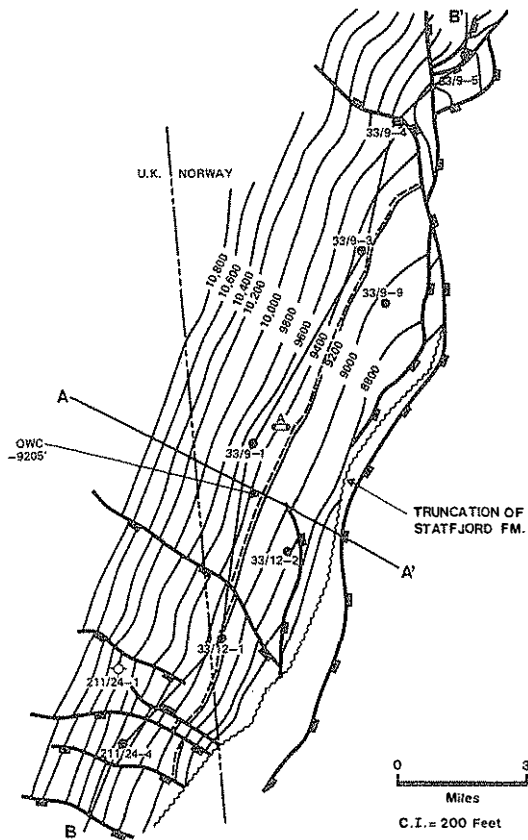 B'
33/9-5
33/9-4
U.K. NORWAY
33/9-3
33/9-9
10,800
10,600
10,400
10,200
10,000
9800
9600
9400
9200
9000
8800
A
A
OWC
-9205'
33/9-1
TRUNCATION OF
STATFJORD FM.
33/12-2
A'
33/12-1
211/24-1
211/24-4
B
0 3
Miles
C.I. = 200 Feet